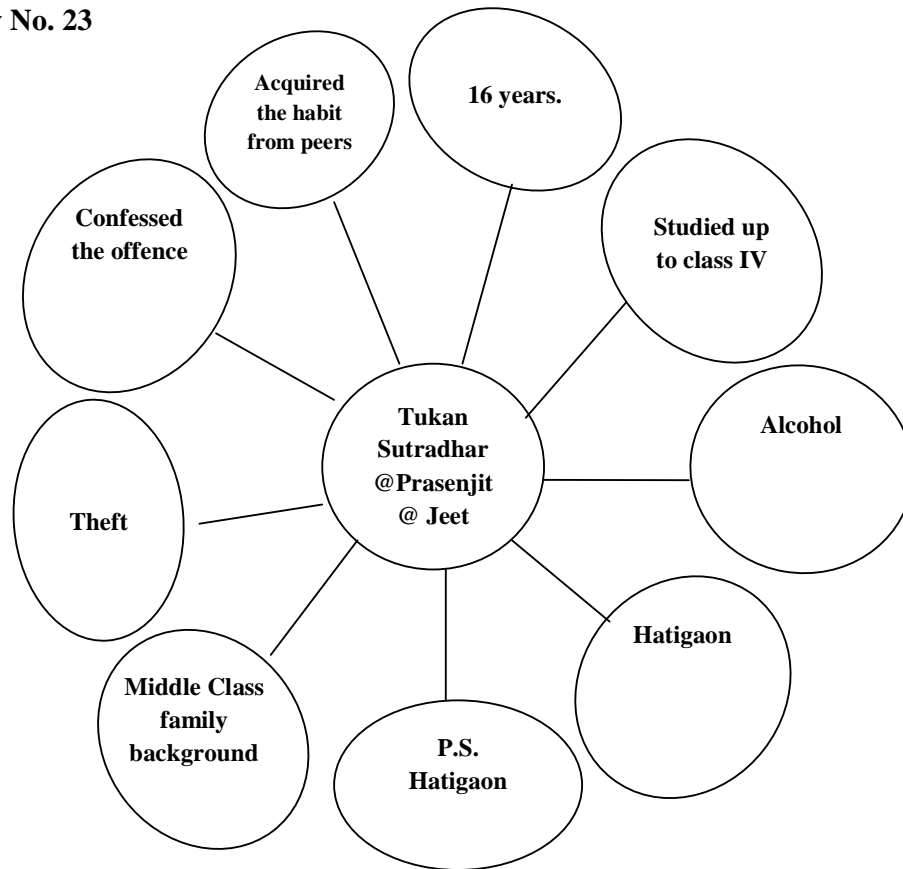 No. 23
Acquired
the habit
from peers
16 years.
Confessed
the offence
Studied up
to class IV
Tukan
Sutradhar
@Prasenjit
@ Jeet
Alcohol
Theft
Hatigaon
Middle Class
family
background
P.S.
Hatigaon